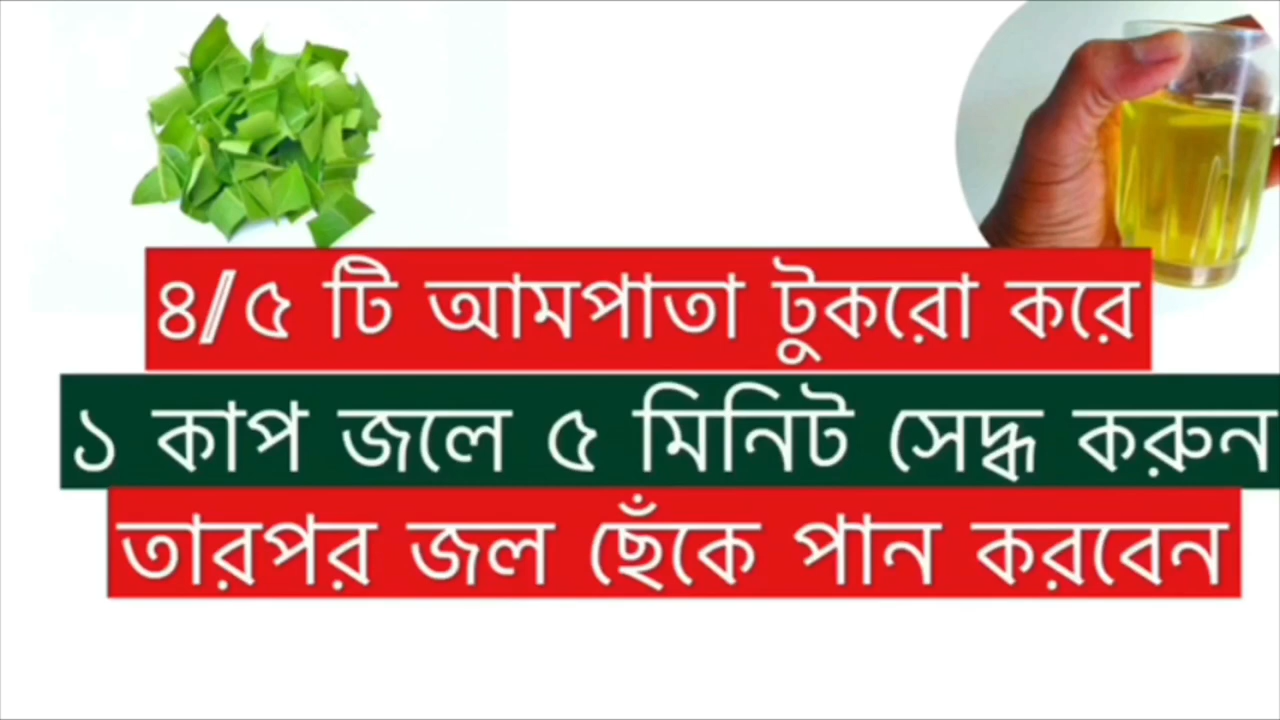 ৪/৫ টি আমপাতা টুকরো করে
১ কাপ জলে ৫ মিনিট সেদ্ধ করুন
তারপর জল ছেঁকে পান করবেন